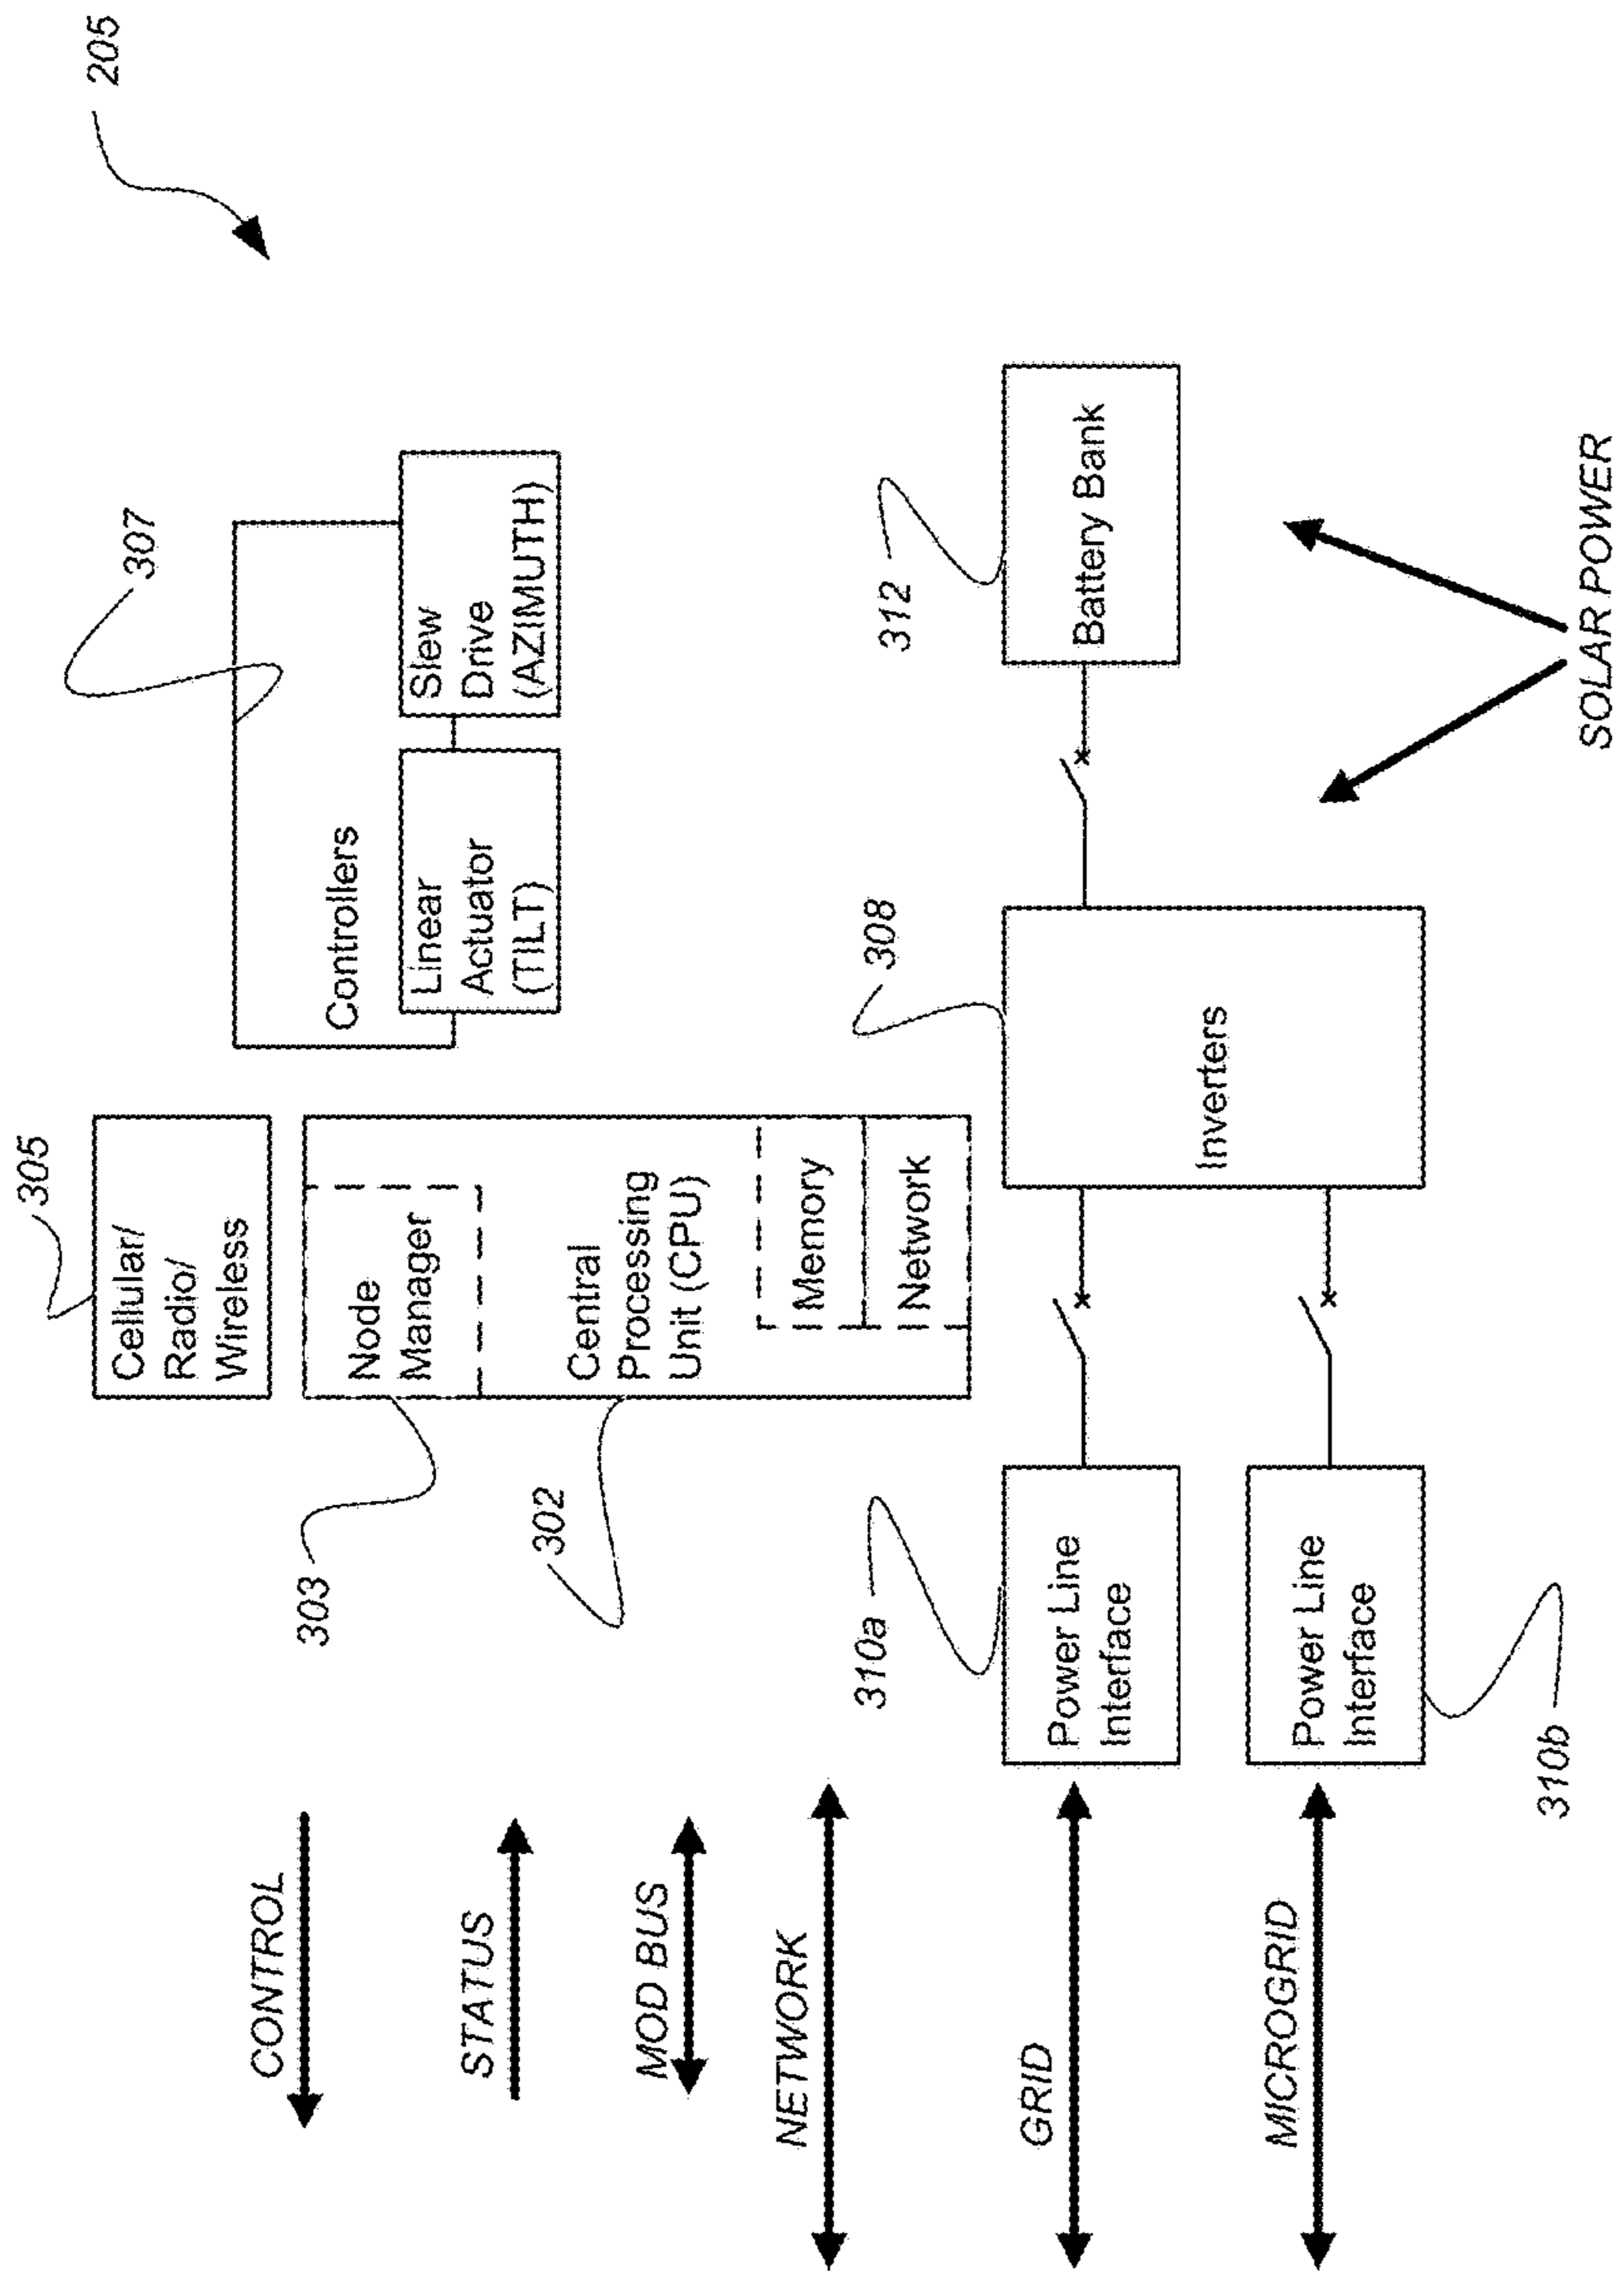 205
305
Cellular/
Radio/
Wireless
307
Controllers
Linear
Actuator
(TILT)
Slew
Drive
(AZIMUTH)
CONTROL
303
Node
Manager
STATUS
302
Central
Processing
Unit (CPU)
MOD BUS
Memory
NETWORK
Network
310a
308
312
GRID
Power Line
Interface
Inverters
Battery Bank
MICROGRID
Power Line
Interface
310b
SOLAR POWER